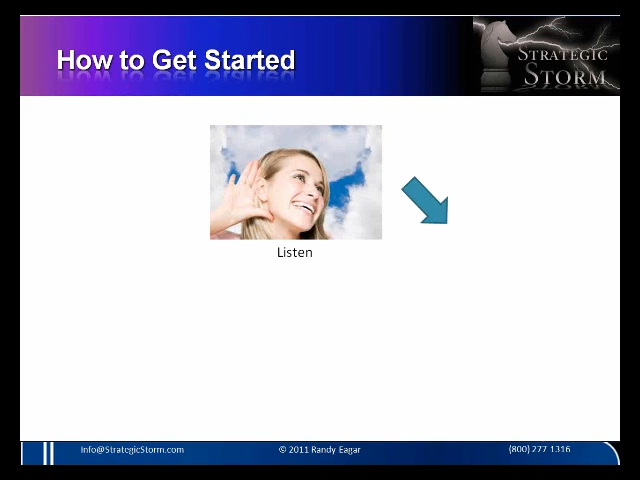 How to Get Started
STRATEGIC
STORM
Listen
Info@StrategicStorm.com
© 2011 Randy Eagar
(800) 277 1316